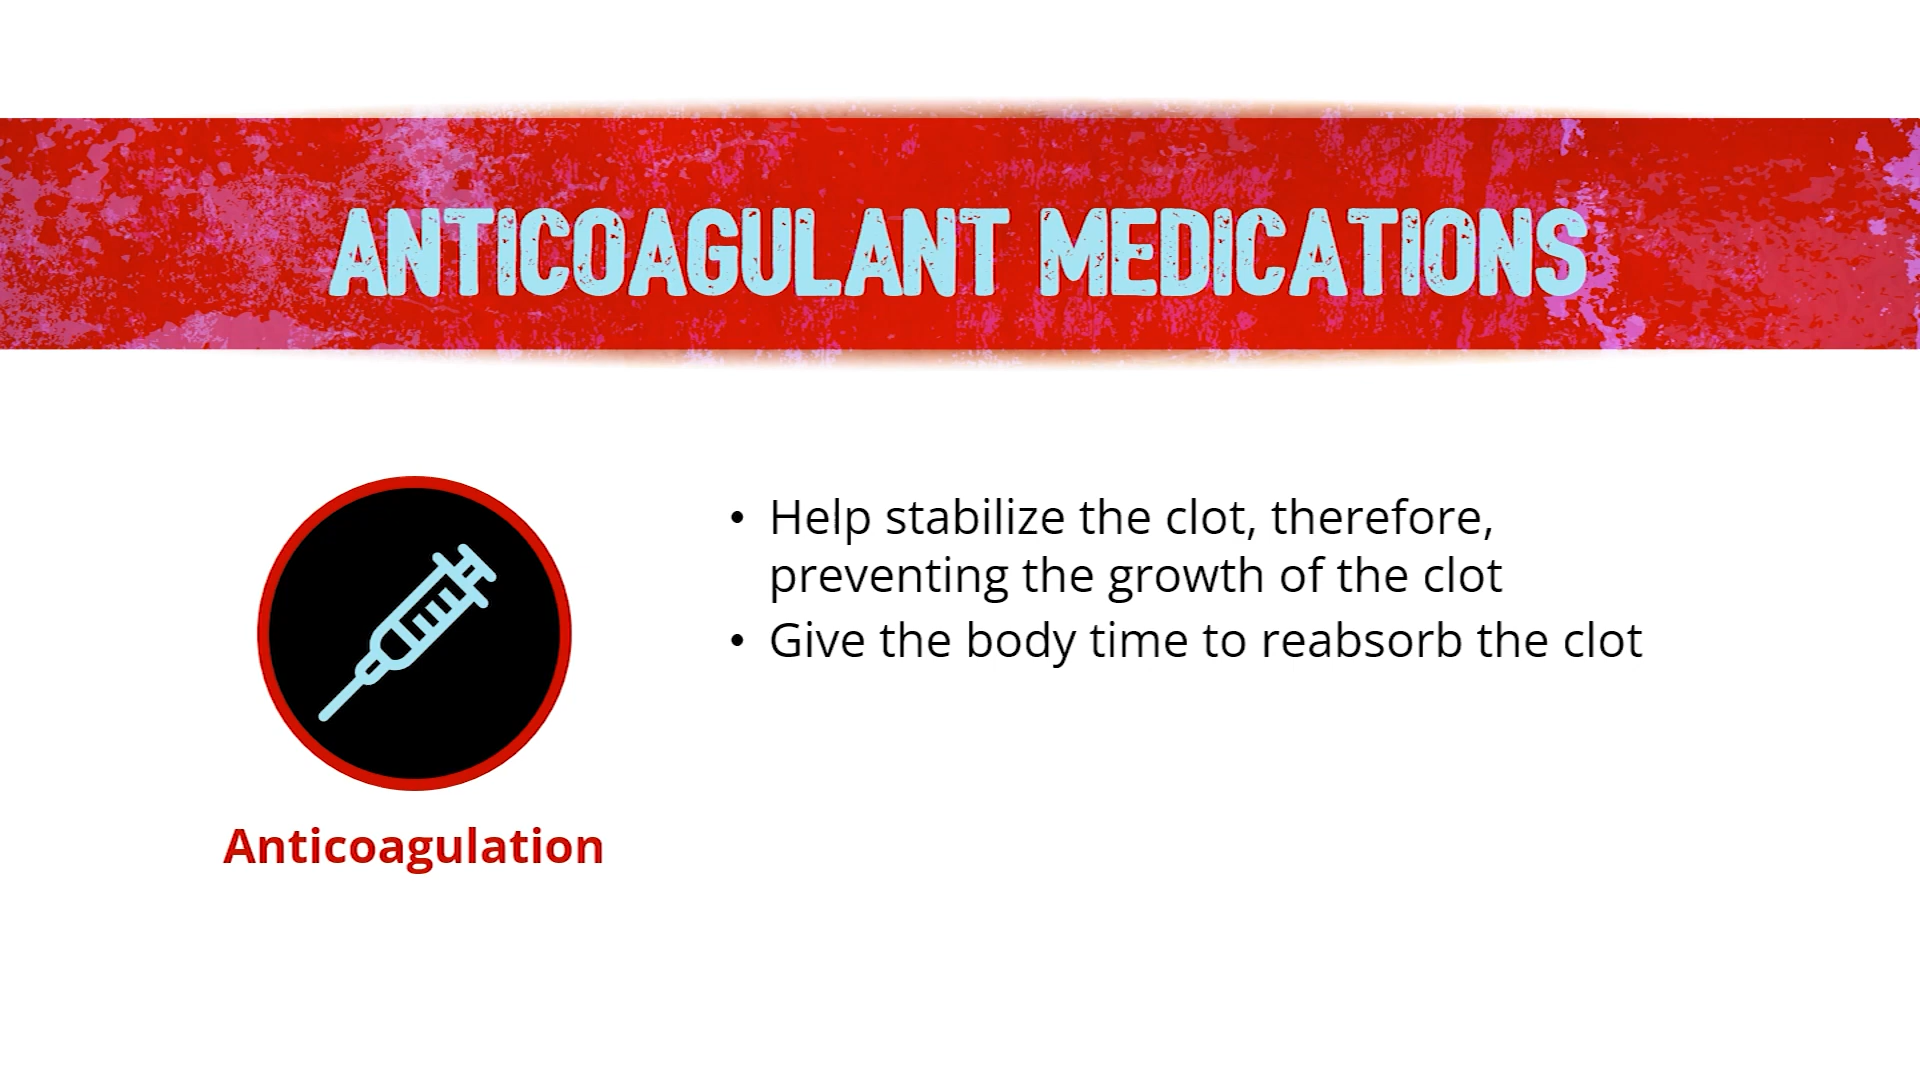 ANTICOAGULANT MEDICATIONS
• Help stabilize the clot, therefore,
preventing the growth of the clot
• Give the body time to reabsorb the clot
Anticoagulation